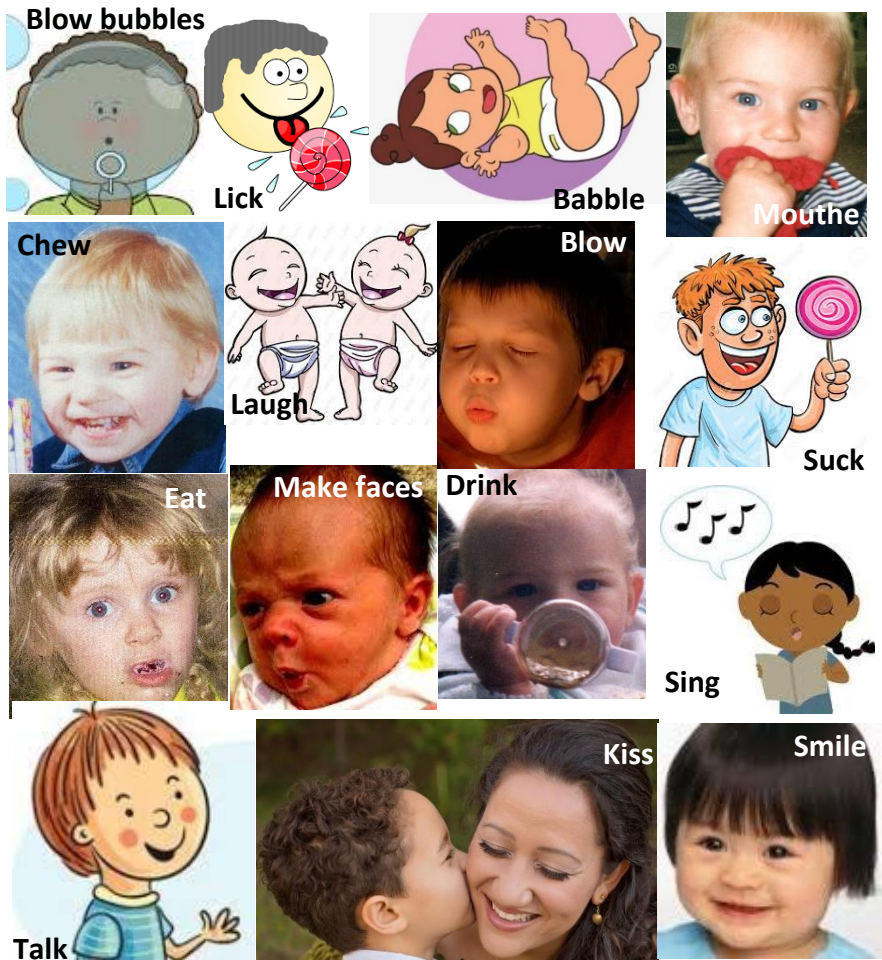 Blow bubbles
Lick
Babble
Mouthe
Chew
Laugh
Blow
Suck
Eat
Make faces
Drink
Sing
Talk
Kiss
Smile